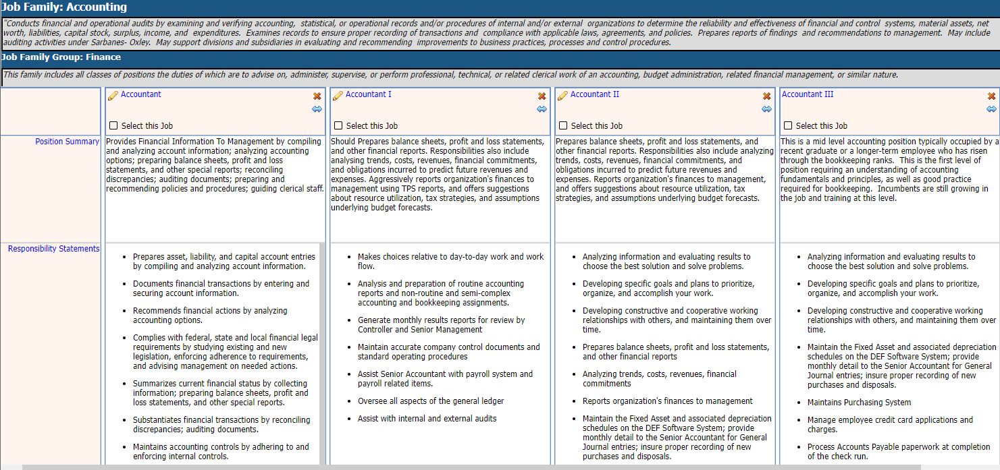 Job Family: Accounting
"Conducts financial and operational audits by examining and verifying accounting, statistical, or operational records and/or procedures of internal and/or external organizations to determine the reliability and effectiveness of financial and control systems, material assets, net
worth, liabilities, capital stock, surplus, income, and expenditures. Examines records to ensure proper recording of transactions and compliance with applicable laws, agreements, and policies. Prepares reports of findings and recommendations to management. May include
auditing activities under Sarbanes- Oxley. May support divisions and subsidiaries in evaluating and recommending improvements to business practices, processes and control procedures.
Job Family Group: Finance
This family includes all classes of positions the duties of which are to advise on, administer, supervise, or perform professional, technical, or related clerical work of an accounting, budget administration, related financial management, or similar nature.
Accountant
Select this Job
Accountant I
Select this Job
Accountant II
Select this Job
Accountant III
Select this Job
Position Summary
Provides Financial Information To Management by compiling
and analyzing account information; analyzing accounting
options; preparing balance sheets, profit and loss
statements, and other special reports; reconciling
discrepancies; auditing documents; preparing and
recommending policies and procedures; guiding clerical staff.
Should Prepares balance sheets, profit and loss statements,
and other financial reports. Responsibilities also include
analysing trends, costs, revenues, financial commitments,
and obligations incurred to predict future revenues and
expenses. Aggressively reports organization's finances to
management using TPS reports, and offers suggestions
about resource utilization, tax strategies, and assumptions
underlying budget forecasts.
Prepares balance sheets, profit and loss statements, and
other financial reports. Responsibilities also include analyzing
trends, costs, revenues, financial commitments, and
obligations incurred to predict future revenues and
expenses. Reports organization's finances to management,
and offers suggestions about resource utilization, tax
strategies, and assumptions underlying budget forecasts.
This is a mid level accounting position typically occupied by a
recent graduate or a longer-term employee who has risen
through the bookkeeping ranks. This is the first level of
position requiring an understanding of accounting
fundamentals and principles, as well as good practice
required for bookkeeping. Incumbents are still growing in
the job and training at this level.
Responsibility Statements
• Prepares asset, liability, and capital account entries
by compiling and analyzing account information.
• Documents financial transactions by entering and
securing account information.
• Recommends financial actions by analyzing
accounting options.
• Complies with federal, state and local financial legal
requirements by studying existing and new
legislation, enforcing adherence to requirements,
and advising management on needed actions.
• Summarizes current financial status by collecting
information; preparing balance sheets, profit and
loss statements, and other special reports.
• Substantiates financial transactions by reconciling
discrepancies; auditing documents.
• Maintains accounting controls by adhering to and
enforcing internal controls.
• Makes choices relative to day-to-day work and work
flow.
• Analysis and preparation of routine accounting
reports and non-routine and semi-complex
accounting and bookkeeping assignments.
• Generate monthly results reports for review by
Controller and Senior Management
• Maintain accurate company control documents and
standard operating procedures
• Assist Senior Accountant with payroll system and
payroll related items.
• Oversee all aspects of the general ledger
• Assist with internal and external audits
• Analyzing information and evaluating results to
choose the best solution and solve problems.
• Developing specific goals and plans to prioritize,
organize, and accomplish your work.
• Developing constructive and cooperative working
relationships with others, and maintaining them over
time.
• Prepares balance sheets, profit and loss statements,
and other financial reports
• Analyzing trends, costs, revenues, financial
commitments
• Reports organization's finances to management
• Maintain the Fixed Asset and associated depreciation
schedules on the DEF Software System; provide
monthly detail to the Senior Accountant for General
Journal entries; insure proper recording of new
purchases and disposals.
• Analyzing information and evaluating results to
choose the best solution and solve problems.
• Developing specific goals and plans to prioritize,
organize, and accomplish your work.
• Developing constructive and cooperative working
relationships with others, and maintaining them over
time.
• Maintain the Fixed Asset and associated depreciation
schedules on the DEF Software System; provide
monthly detail to the Senior Accountant for General
Journal entries; insure proper recording of new
purchases and disposals.
• Maintains Purchasing System
• Manage employee credit card applications and
charges.
• Process Accounts Payable paperwork at completion
of the check run.